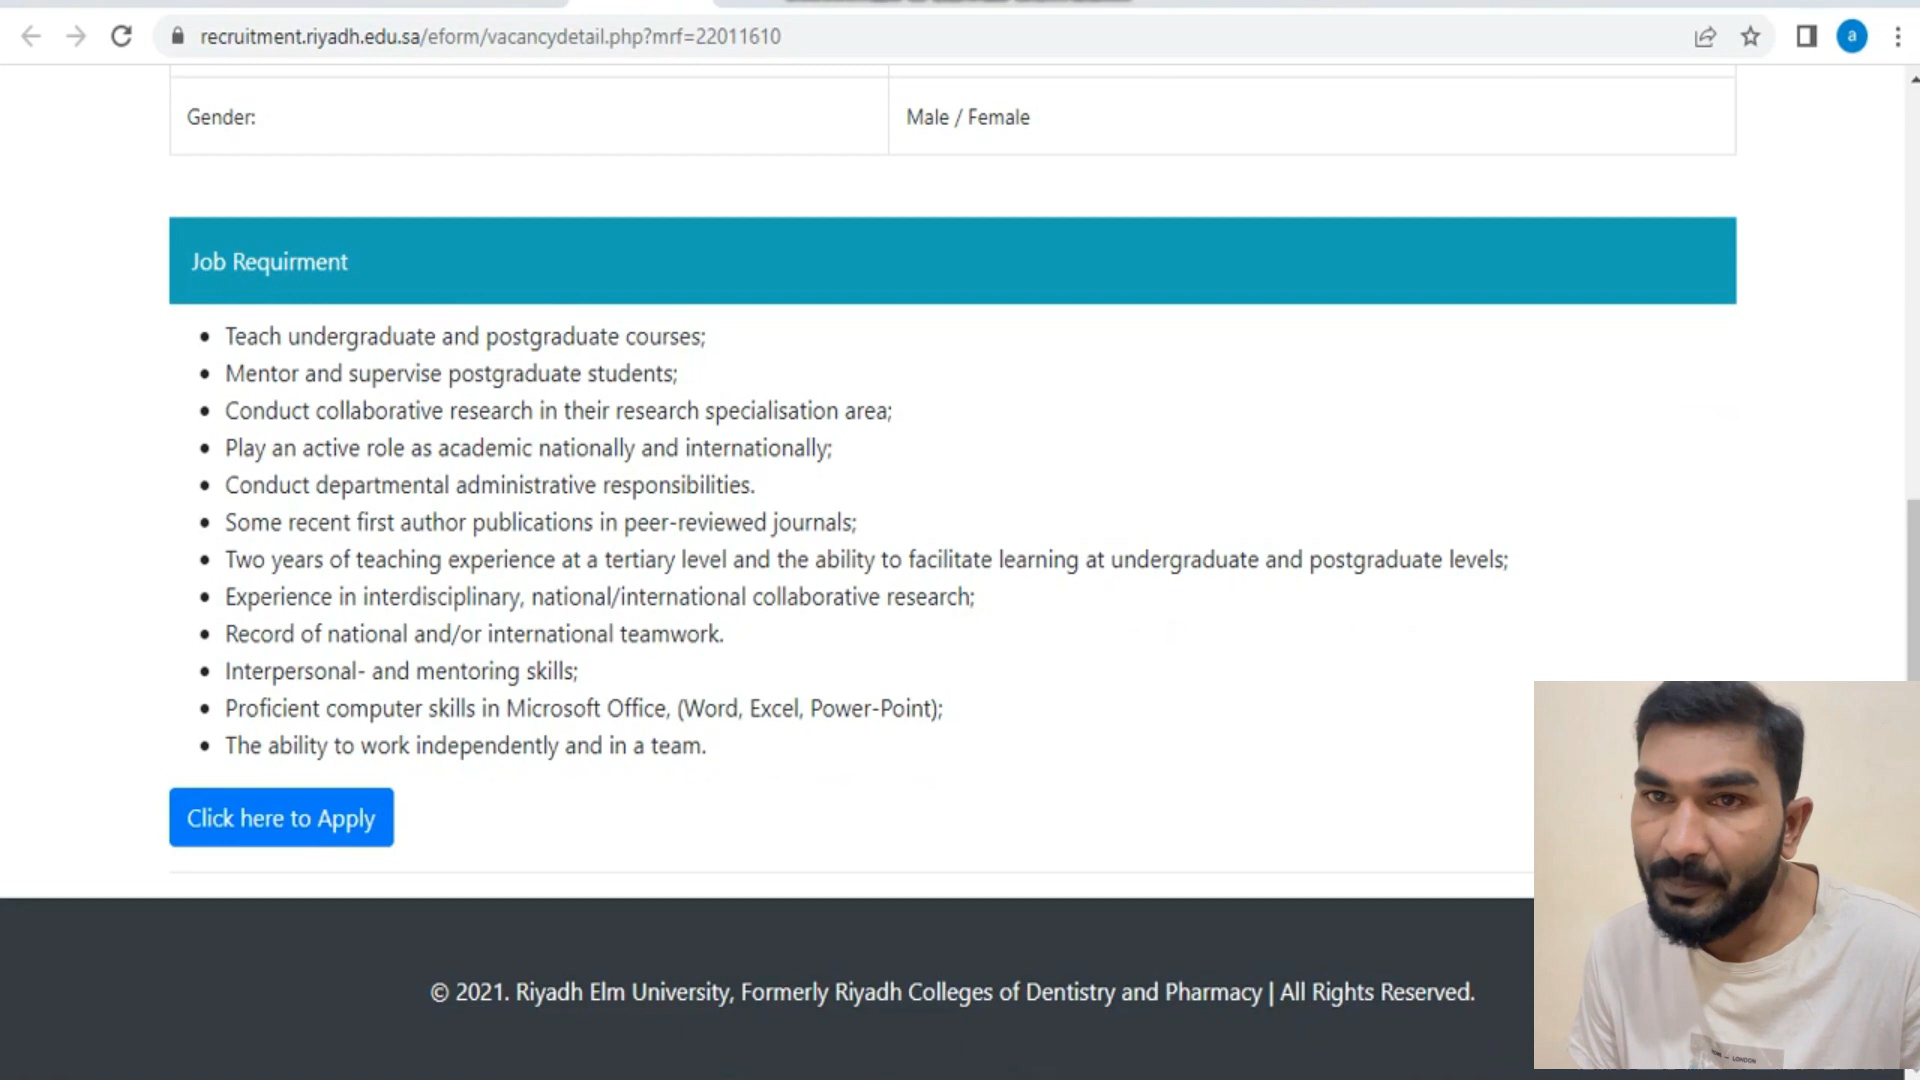 recruitment.riyadh.edu.sa/eform/vacancydetail.php?mrf=22011610
a
Gender:
Male / Female
Job Requirment
• Teach undergraduate and postgraduate courses;
• Mentor and supervise postgraduate students;
• Conduct collaborative research in their research specialisation area;
• Play an active role as academic nationally and internationally;
• Conduct departmental administrative responsibilities.
• Some recent first author publications in peer-reviewed journals;
• Two years of teaching experience at a tertiary level and the ability to facilitate learning at undergraduate and postgraduate levels;
• Experience in interdisciplinary, national/international collaborative research;
• Record of national and/or international teamwork.
• Interpersonal- and mentoring skills;
• Proficient computer skills in Microsoft Office, (Word, Excel, Power-Point);
• The ability to work independently and in a team.
Click here to Apply
© 2021. Riyadh Elm University, Formerly Riyadh Colleges of Dentistry and Pharmacy | All Rights Reserved.
LONDON